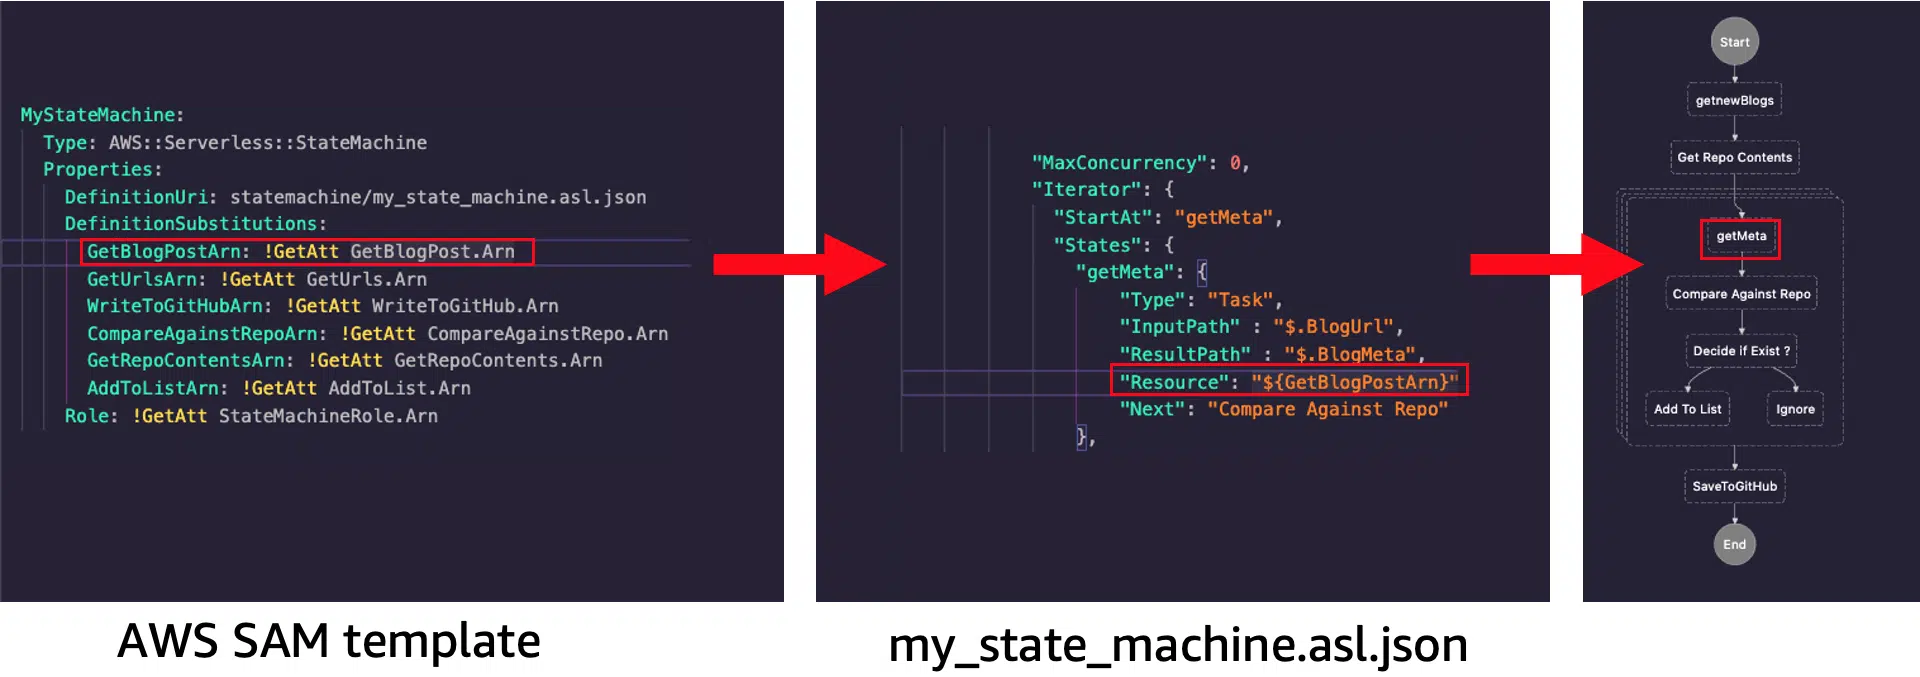 MyStateMachine:
Type: AWS::Serverless::StateMachine
Properties:
DefinitionUri: statemachine/my_state_machine.asl.json
DefinitionSubstitutions:
GetBlogPostArn: !GetAtt GetBlogPost.Arn
GetUrlsArn: !GetAtt GetUrls.Arn
WriteToGitHubArn: !GetAtt WriteToGitHub.Arn
CompareAgainstRepoArn: !GetAtt CompareAgainstRepo.Arn
GetRepoContentsArn: !GetAtt GetRepoContents.Arn
AddToListArn: !GetAtt AddToList.Arn
Role: !GetAtt StateMachineRole.Arn
AWS SAM template
"MaxConcurrency": 0,
"Iterator": {
"StartAt": "getMeta",
"States": {
"getMeta": {
"Type": "Task",
"InputPath" : "$.BlogUrl",
"ResultPath" : "$.BlogMeta",
"Resource": "${GetBlogPostArn}"
"Next": "Compare Against Repo"
},
my_state_machine.asl.json
Start
getnewBlogs
Get Repo Contents
getMeta
Compare Against Repo
Decide if Exist ?
Add To List
Ignore
SaveToGitHub
End